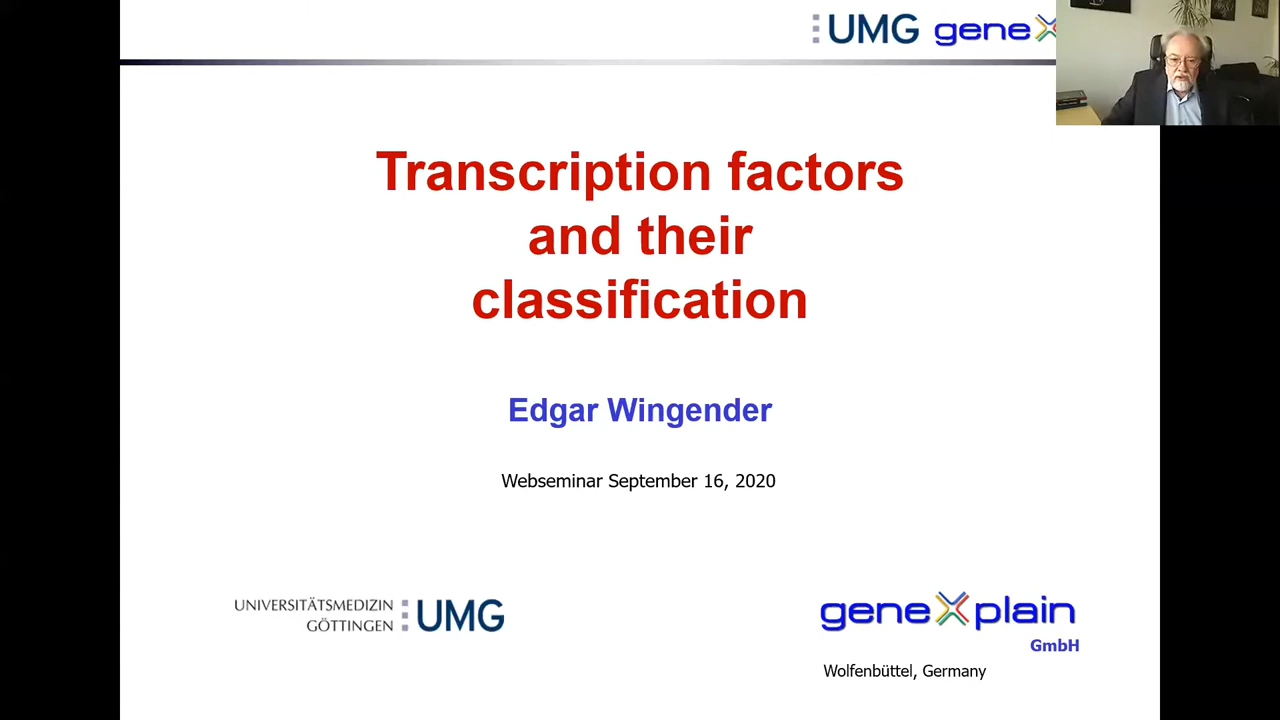 UMG geneX
Transcription factors
and their
classification
Edgar Wingender
Webseminar September 16, 2020
UNIVERSITÄTSMEDIZIN
GÖTTINGEN UMG
geneXplain
GmbH
Wolfenbüttel, Germany